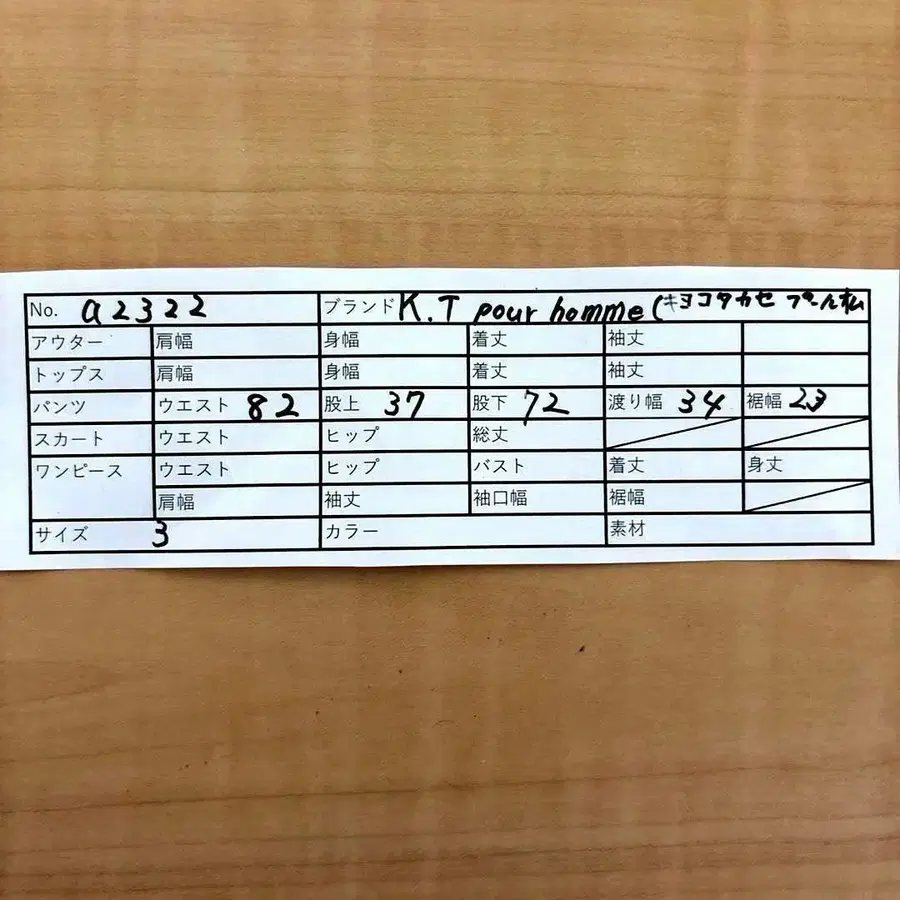 No. a2322 ブランド K.T pour homme (キヨコタカセ プール
アウター 肩幅 身幅 着丈 袖丈
トップス 肩幅 身幅 着丈 袖丈
パンツ ウエスト 82 股上 37 股下 72 渡り幅 34 裾幅 23
スカート ウエスト ヒップ 総丈
ワンピース ウエスト ヒップ バスト 着丈 身丈
肩幅 袖丈 袖口幅 裾幅
サイズ 3 カラー 素材